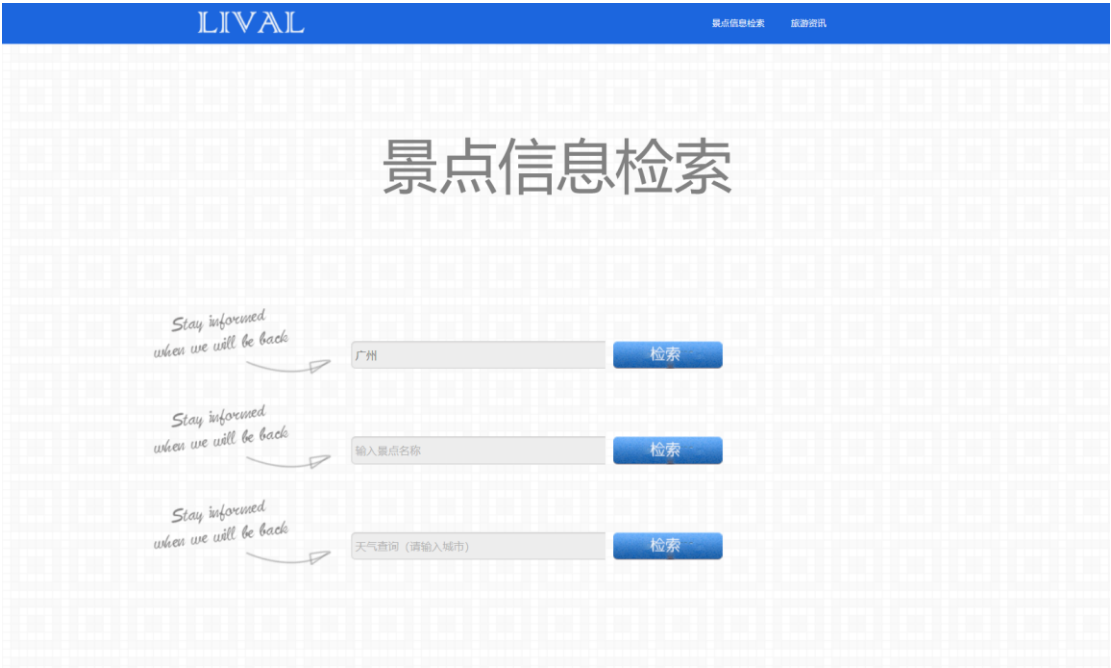 LIVAL
景点信息检索 旅游资讯
景点信息检索
Stay informed
when we will be back
广州 检索
Stay informed
when we will be back
输入景点名称 检索
Stay informed
when we will be back
天气查询（请输入城市） 检索